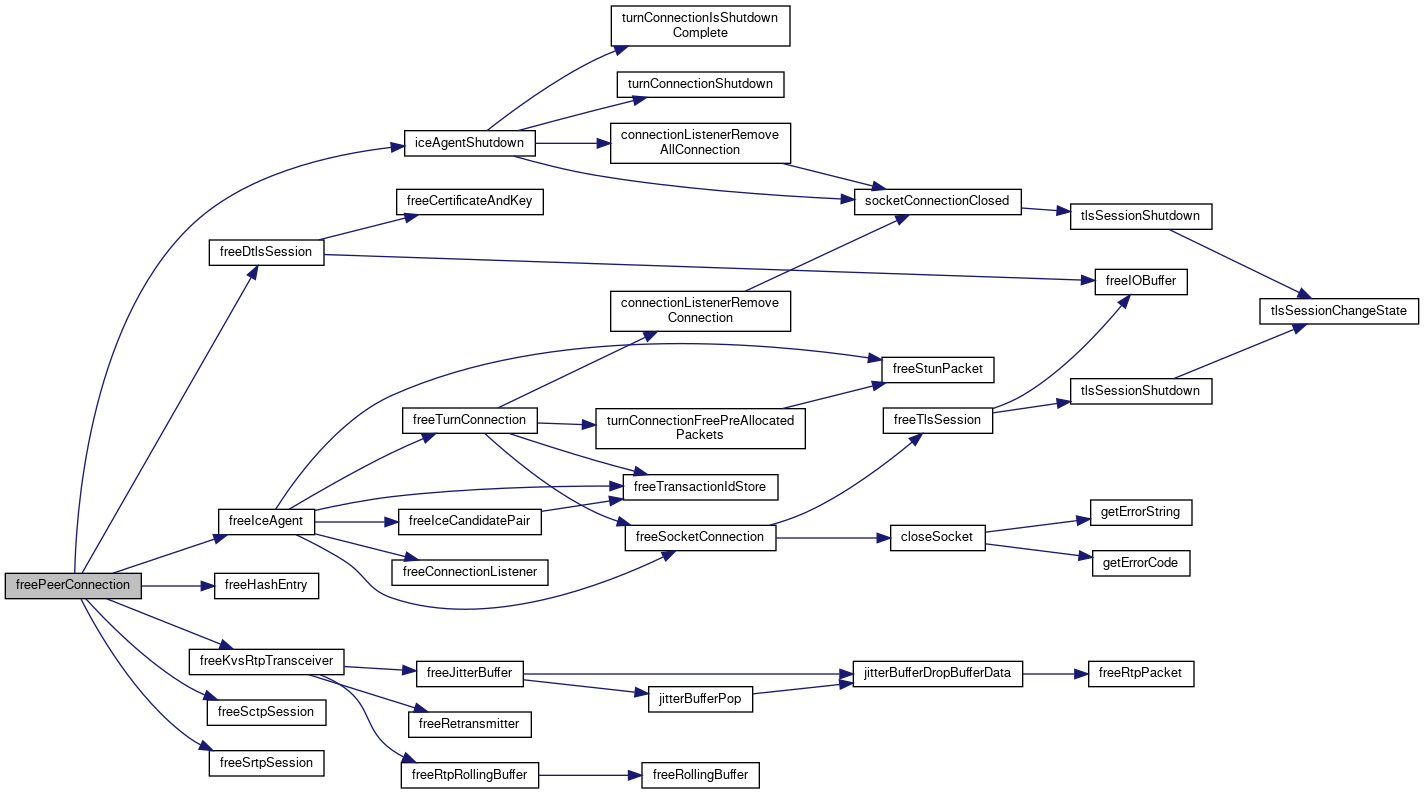 turnConnectionIsShutdown
Complete
turnConnectionShutdown
iceAgentShutdown
connectionListenerRemove
AllConnection
freeCertificateAndKey
socketConnectionClosed
tlsSessionShutdown
freeDtlsSession
freeIOBuffer
connectionListenerRemove
Connection
tlsSessionChangeState
freeStunPacket
tlsSessionShutdown
freeTurnConnection
turnConnectionFreePreAllocated
Packets
freeTlsSession
freeTransactionIdStore
freeIceAgent
freeIceCandidatePair
getErrorString
freeSocketConnection
closeSocket
getErrorCode
freeConnectionListener
freePeerConnection
freeHashEntry
freeKvsRtpTransceiver
freeJitterBuffer
jitterBufferDropBufferData
freeRtpPacket
jitterBufferPop
freeSctpSession
freeRetransmitter
freeSrtpSession
freeRtpRollingBuffer
freeRollingBuffer